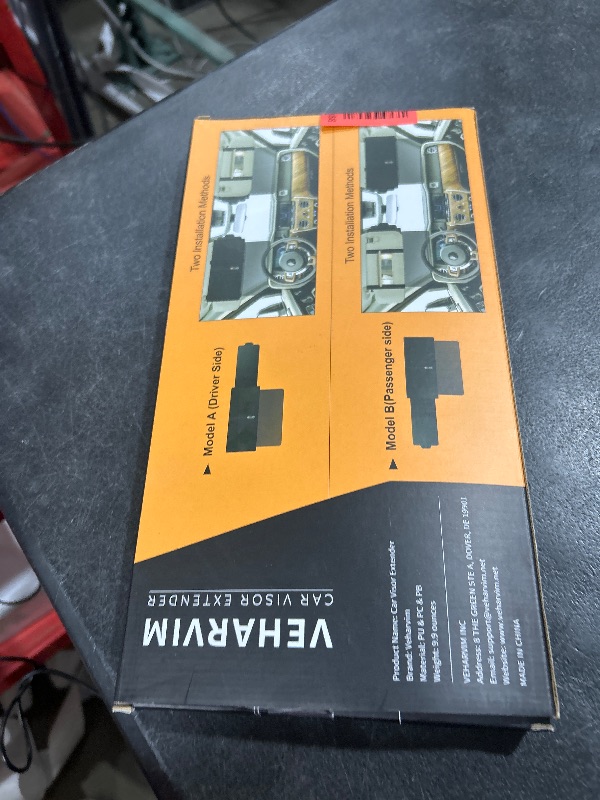 VEHARVIM
CAR VISOR EXTENDER
Two Installation Methods
▶ Model A (Driver Side)
Two Installation Methods
▶ Model B(Passenger side)
Product Name: Car Visor Extender
Brand: Veharvim
Material: PU & PC & PB
Weight: 9.9 ounces
VEHARVIM INC
Address: 8 THE GREEN STE A, DOVER, DE 19901
Email: support@veharvim.net
Website: www.veharvim.net
MADE IN CHINA